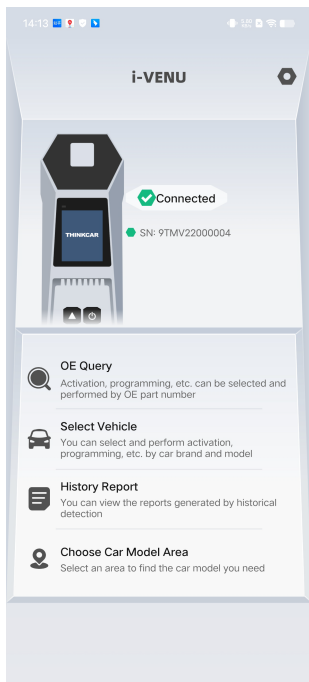 14:13
i-VENU
Connected
THINKCAR
SN: 9TMV22000004
OE Query
Activation, programming, etc. can be selected and
performed by OE part number
Select Vehicle
You can select and perform activation,
programming, etc. by car brand and model
History Report
You can view the reports generated by historical
detection
Choose Car Model Area
Select an area to find the car model you need